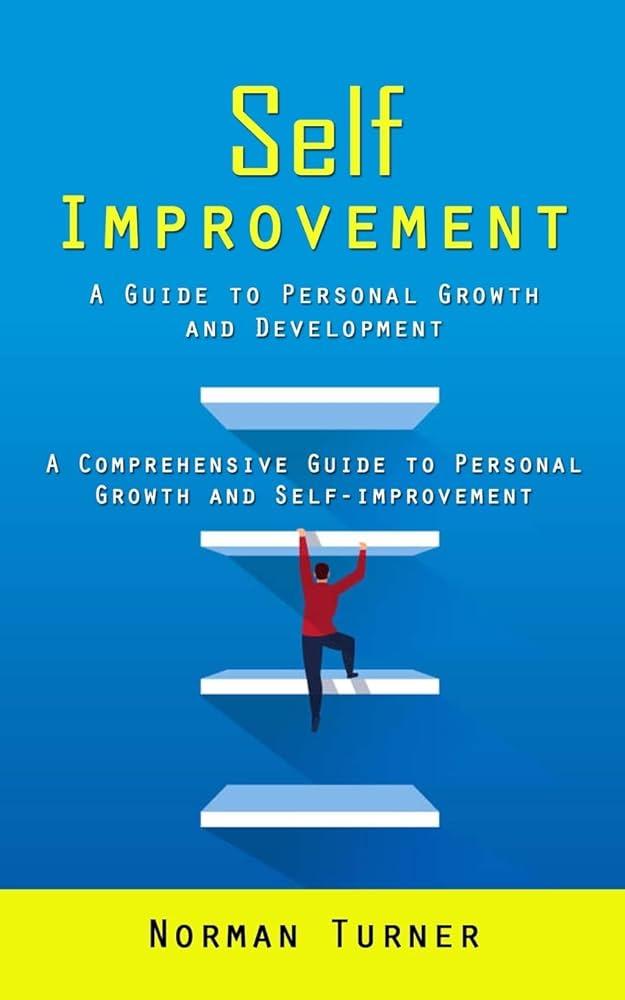 Self
Improvement
A Guide to Personal Growth
and Development
A Comprehensive Guide to Personal
Growth and Self-improvement
Norman Turner